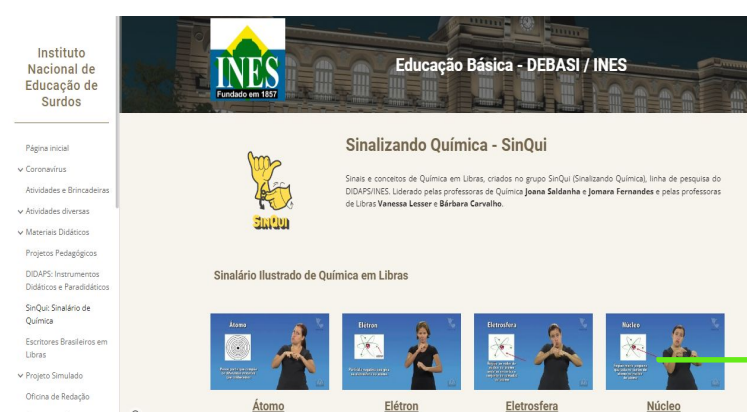 Instituto
Nacional de
Educação de
Surdos
Página inicial
Coronavírus
Atividades e Brincadeiras
Atividades diversas
Materiais Didáticos
Projetos Pedagógicos
DIDAPS: Instrumentos
Didáticos e Paradidáticos
SinQui: Sinalário de
Química
Escritores Brasileiros em
Libras
Projeto Simulado
Oficina de Redação
INES
Fundado em 1857
Educação Básica - DEBASI / INES
SINQUI
Sinalizando Química - SinQui
Sinais e conceitos de Química em Libras, criados no grupo SinQui (Sinalizando Química), linha de pesquisa do
DIDAPS/INES. Liderado pelas professoras de Química Joana Saldanha e Jomara Fernandes e pelas professoras
de Libras Vanessa Lesser e Bárbara Carvalho.
Sinalário Ilustrado de Química em Libras
Átomo
Elétron
Eletrosfera
Núcleo
Átomo
Elétron
Eletrosfera
Núcleo